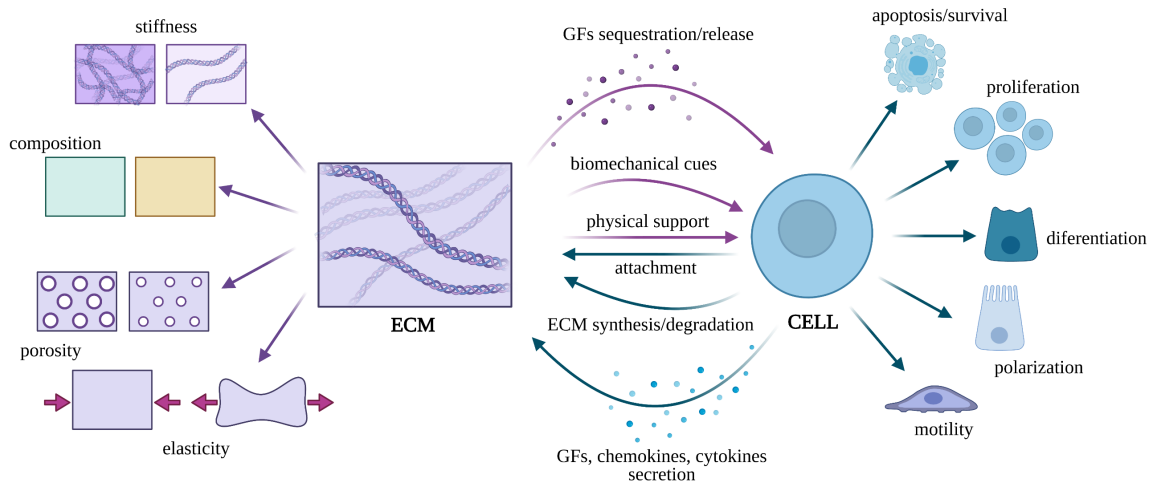 stiffness
composition
porosity
elasticity
ECM
GFs sequestration/release
biomechanical cues
physical support
attachment
ECM synthesis/degradation
GFs, chemokines, cytokines
secretion
CELL
apoptosis/survival
proliferation
diferentiation
polarization
motility